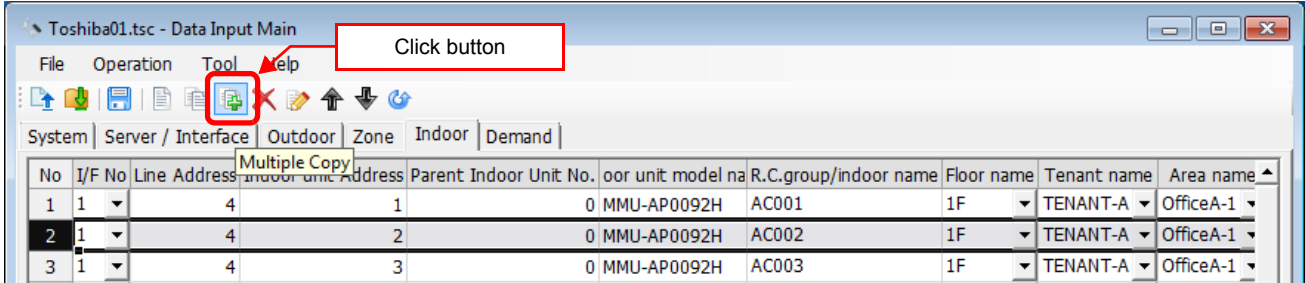 Toshiba01.tsc - Data Input Main
Click button
File Operation Tool Help
System Server / Interface Outdoor Zone Indoor Demand
Multiple Copy
No I/F No Line Address Indoor unit Address Parent Indoor Unit No. oor unit model na R.C.group/indoor name Floor name Tenant name Area name
1 1 4 1 0 MMU-AP0092H AC001 1F TENANT-A OfficeA-1
2 1 4 2 0 MMU-AP0092H AC002 1F TENANT-A OfficeA-1
3 1 4 3 0 MMU-AP0092H AC003 1F TENANT-A OfficeA-1